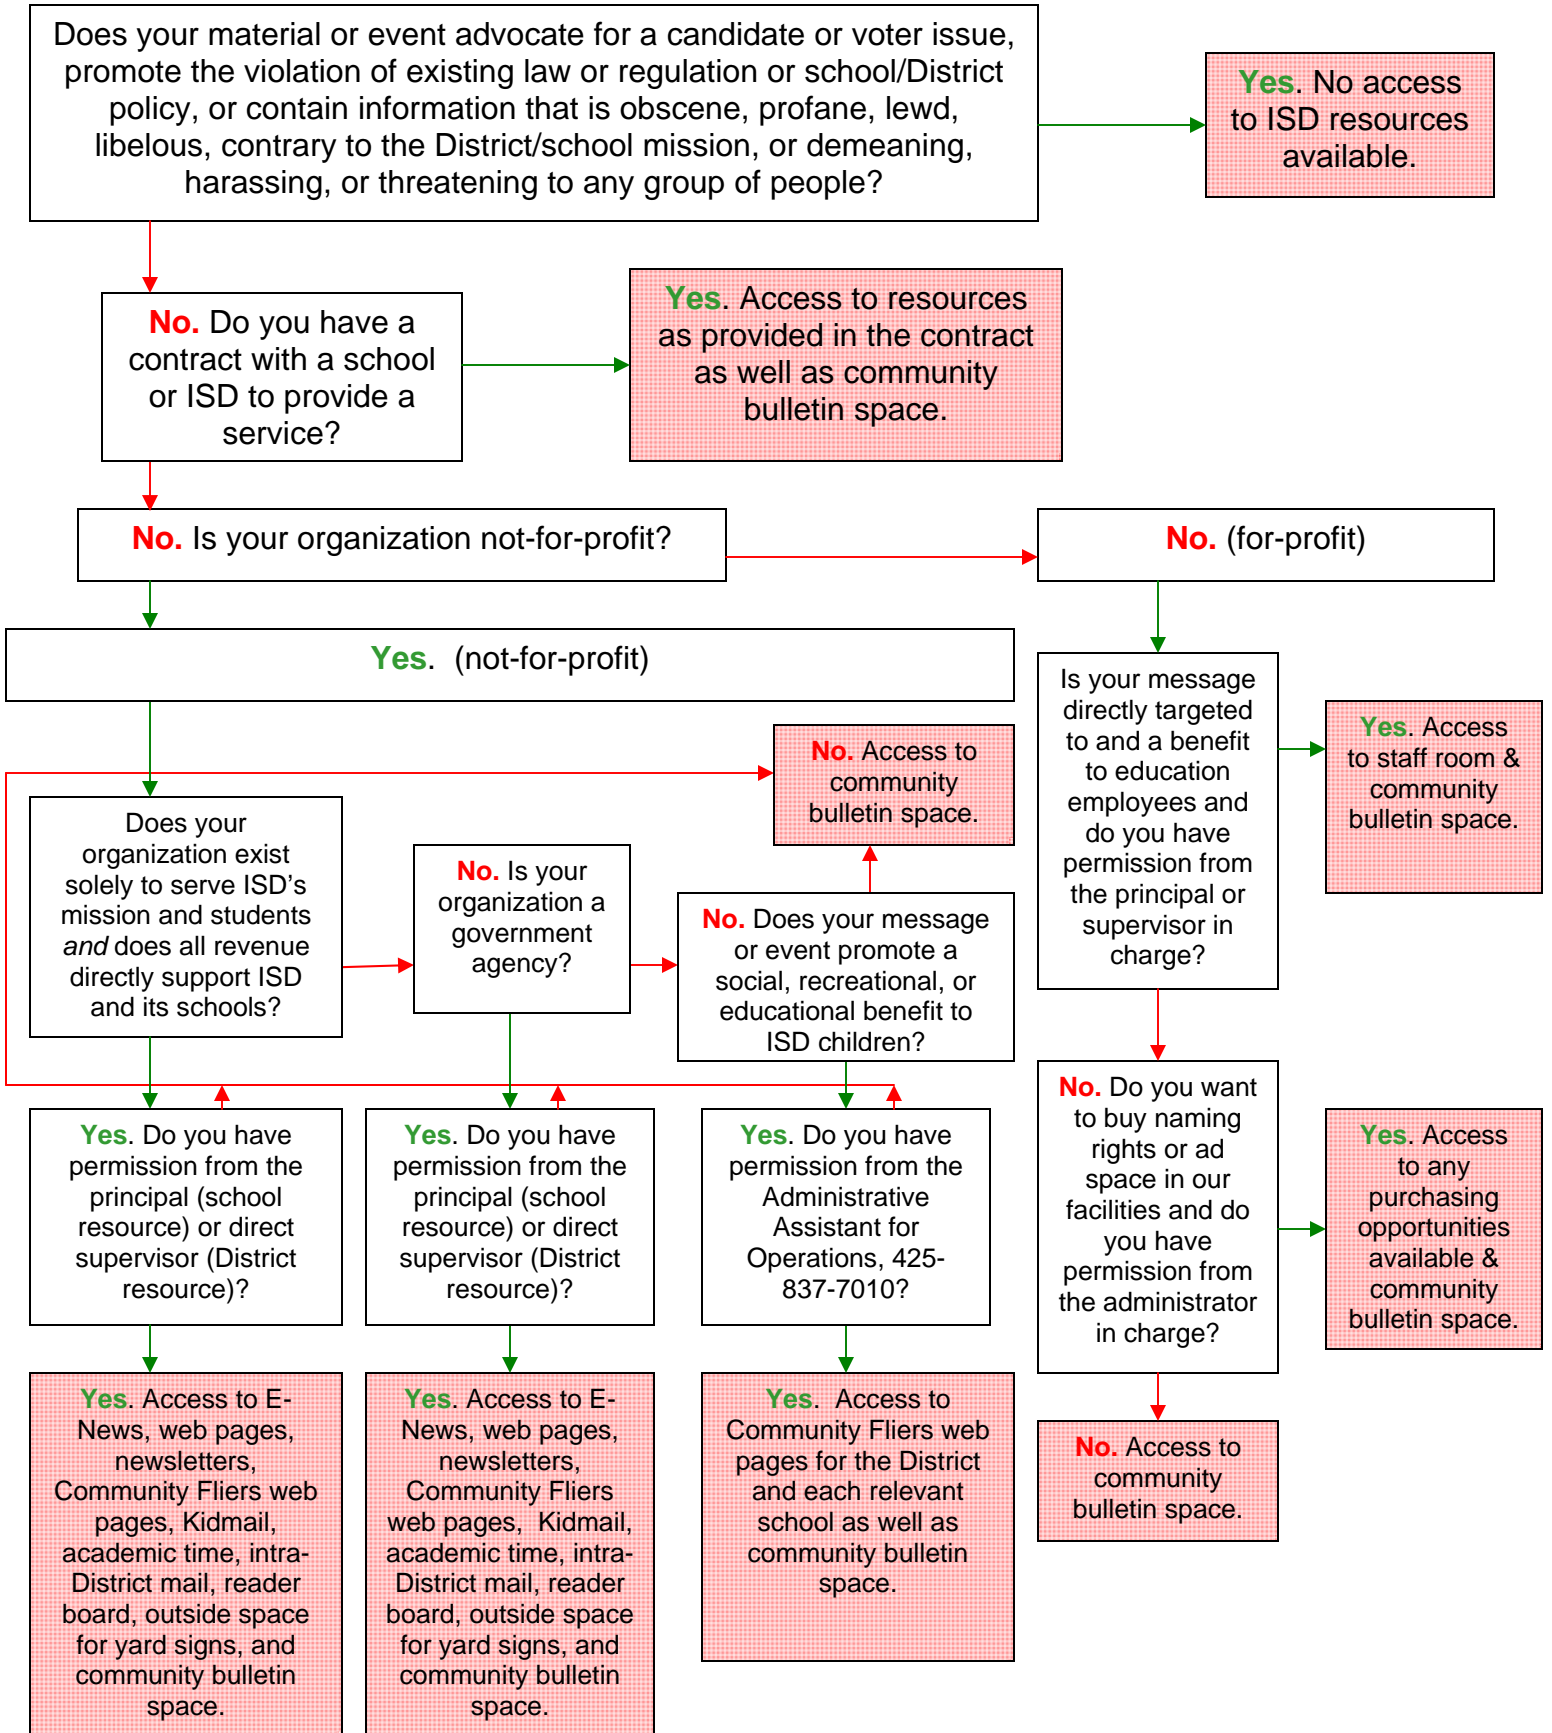 Does your material or event advocate for a candidate or voter issue,
promote the violation of existing law or regulation or school/District
policy, or contain information that is obscene, profane, lewd,
libelous, contrary to the District/school mission, or demeaning,
harassing, or threatening to any group of people?
Yes. No access
to ISD resources
available.
No. Do you have a
contract with a school
or ISD to provide a
service?
Yes. Access to resources
as provided in the contract
as well as community
bulletin space.
No. Is your organization not-for-profit?
No. (for-profit)
Yes. (not-for-profit)
Does your
organization exist
solely to serve ISD's
mission and students
and does all revenue
directly support ISD
and its schools?
No. Is your
organization a
government
agency?
No. Does your message
or event promote a
social, recreational, or
educational benefit to
ISD children?
No. Access to
community
bulletin space.
Is your message
directly targeted
to and a benefit
to education
employees and
do you have
permission from
the principal or
supervisor in
charge?
Yes. Access
to staff room &
community
bulletin space.
Yes. Do you have
permission from the
principal (school
resource) or direct
supervisor (District
resource)?
Yes. Do you have
permission from the
principal (school
resource) or direct
supervisor (District
resource)?
Yes. Do you have
permission from the
Administrative
Assistant for
Operations, 425-
837-7010?
No. Do you want
to buy naming
rights or ad
space in our
facilities and do
you have
permission from
the administrator
in charge?
Yes. Access
to any
purchasing
opportunities
available &
community
bulletin space.
Yes. Access to E-
News, web pages,
newsletters,
Community Fliers web
pages, Kidmail,
academic time, intra-
District mail, reader
board, outside space
for yard signs, and
community bulletin
space.
Yes. Access to E-
News, web pages,
newsletters,
Community Fliers
web pages, Kidmail,
academic time, intra-
District mail, reader
board, outside space
for yard signs, and
community bulletin
space.
Yes. Access to
Community Fliers web
pages for the District
and each relevant
school as well as
community bulletin
space.
No. Access to
community
bulletin space.